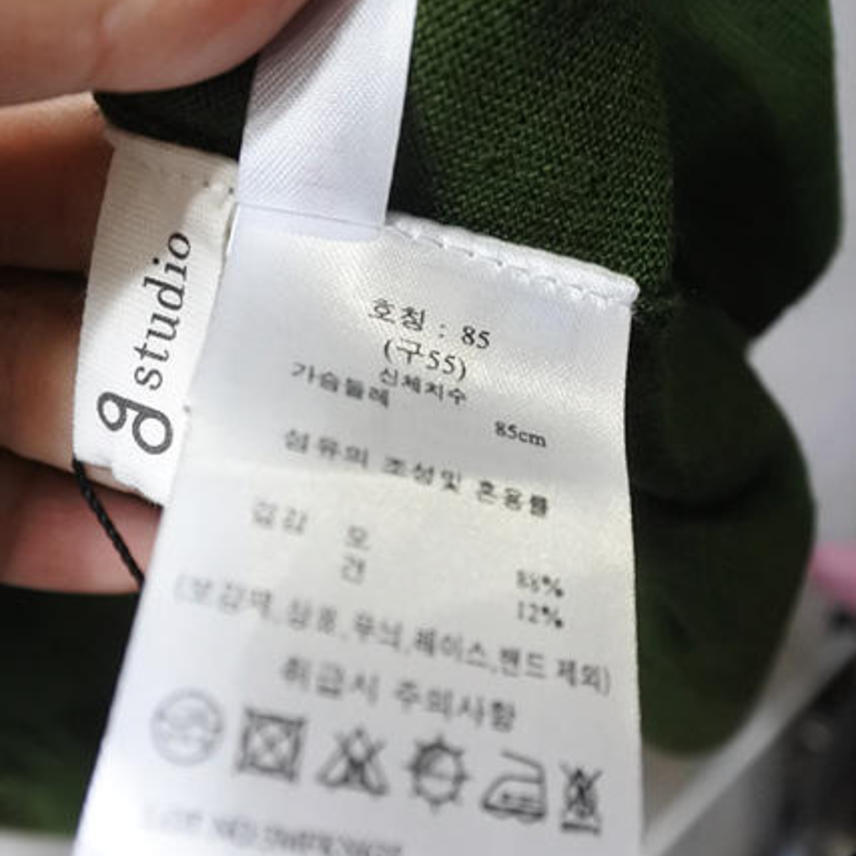 g studio
호칭 : 85
(구55)
신체치수
가슴둘레 85cm
섬유의 조성및 혼용률
겉감 모 88%
견 12%
(보강재,상표,무늬,레이스,밴드 제외)
취급시 주의사항